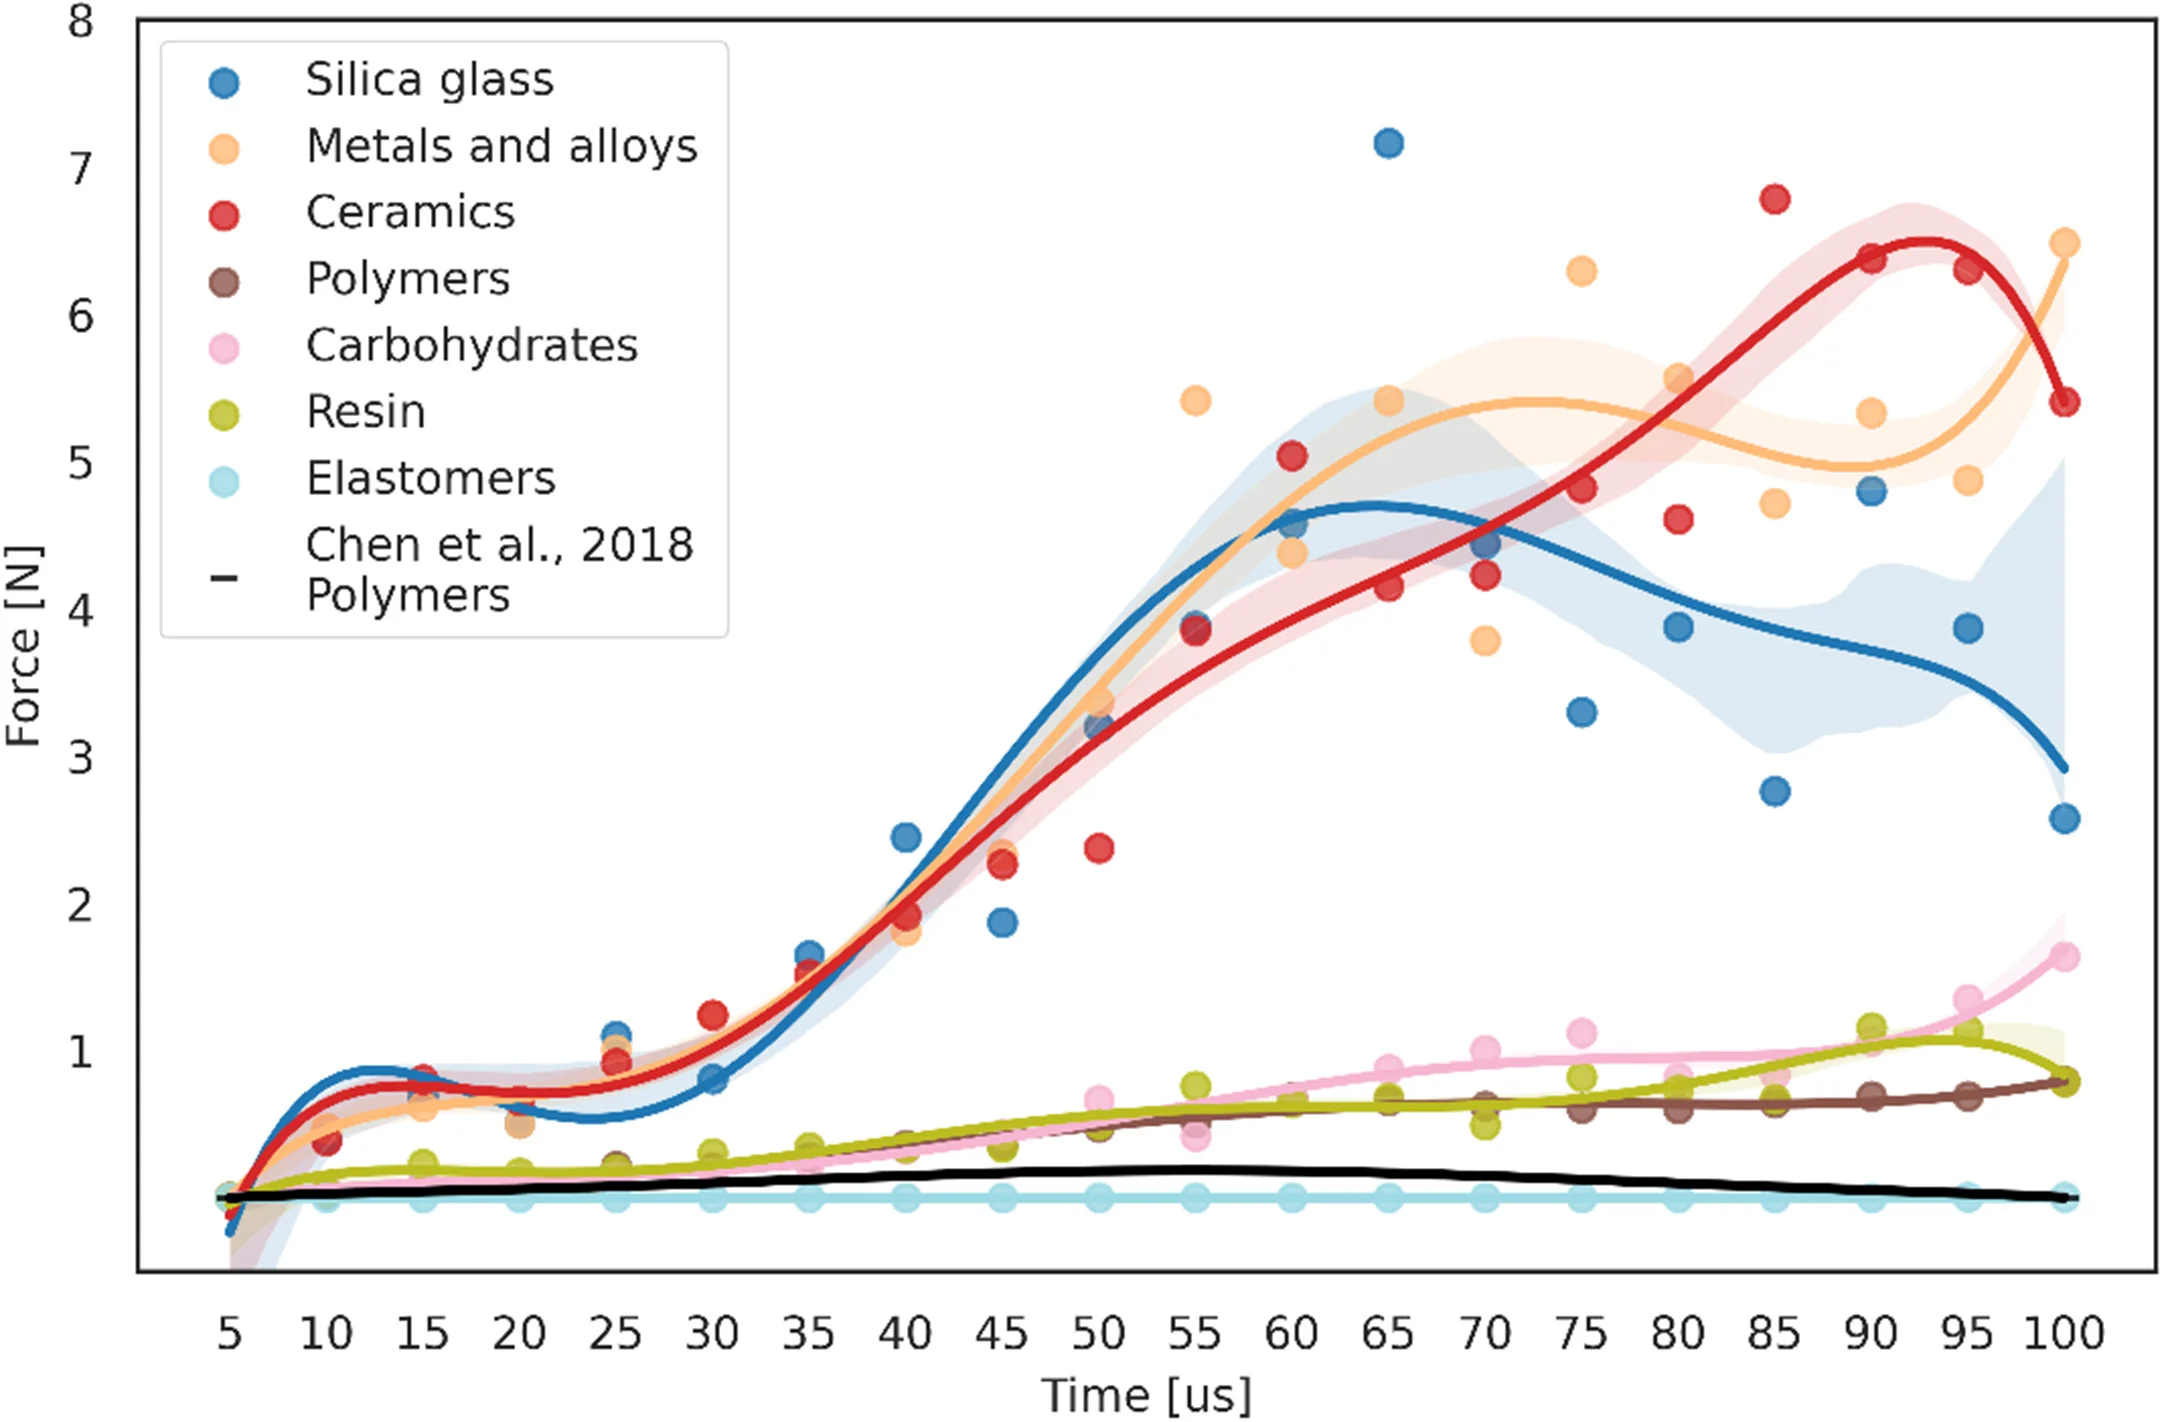 8
7
6
5
4
3
2
1
Force [N]
Silica glass
Metals and alloys
Ceramics
Polymers
Carbohydrates
Resin
Elastomers
Chen et al., 2018
Polymers
5 10 15 20 25 30 35 40 45 50 55 60 65 70 75 80 85 90 95 100
Time [us]